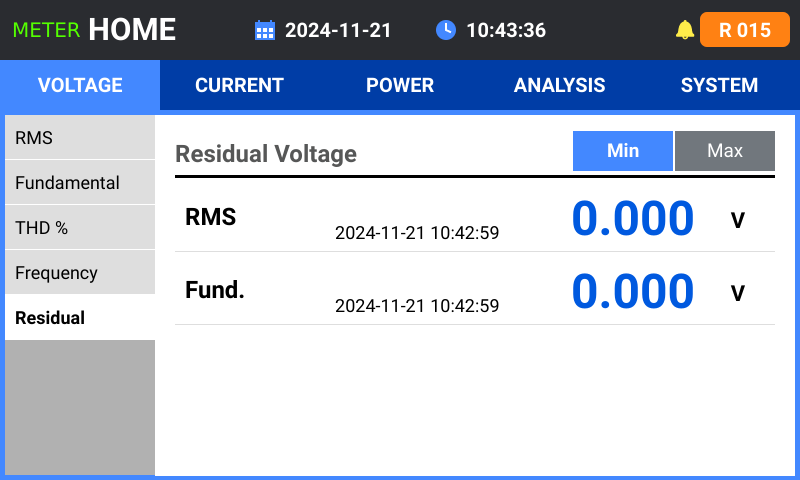 METER HOME 2024-11-21 10:43:36 R 015
VOLTAGE CURRENT POWER ANALYSIS SYSTEM
RMS
Fundamental
THD %
Frequency
Residual
Residual Voltage Min Max
RMS 2024-11-21 10:42:59 0.000 V
Fund. 2024-11-21 10:42:59 0.000 V